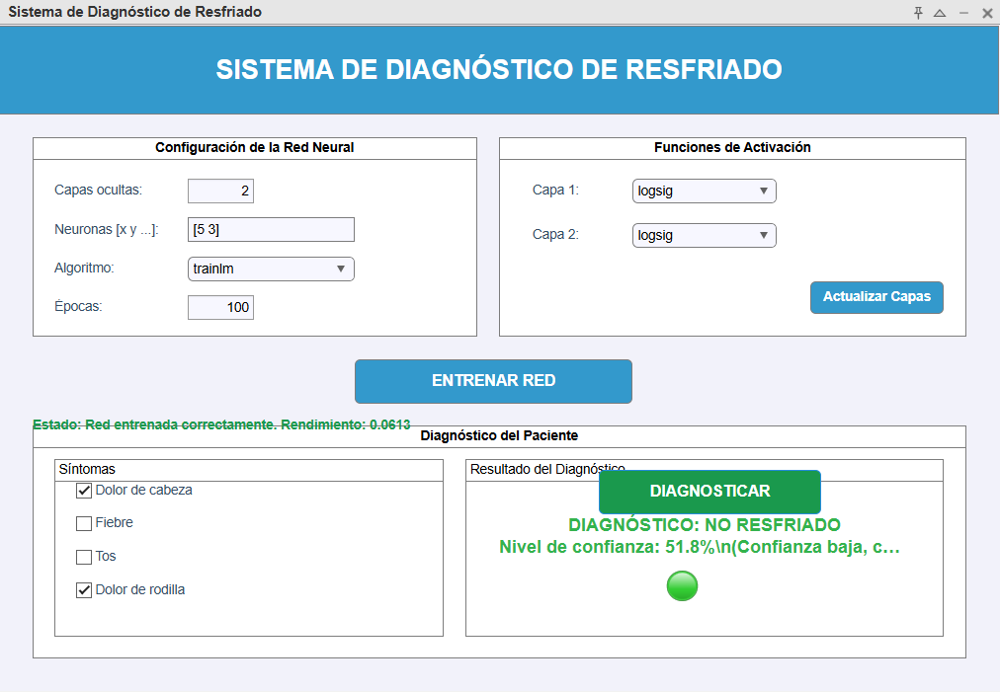 Sistema de Diagnóstico de Resfriado
SISTEMA DE DIAGNÓSTICO DE RESFRIADO
Configuración de la Red Neural
Capas ocultas: 2
Neuronas [x y ...]: [5 3]
Algoritmo: trainlm
Épocas: 100
Funciones de Activación
Capa 1: logsig
Capa 2: logsig
Actualizar Capas
ENTRENAR RED
Estado: Red entrenada correctamente. Rendimiento: 0.0613
Diagnóstico del Paciente
Síntomas
Dolor de cabeza
Fiebre
Tos
Dolor de rodilla
Resultado del Diagnóstico
DIAGNOSTICAR
DIAGNÓSTICO: NO RESFRIADO
Nivel de confianza: 51.8%\n(Confianza baja, c...